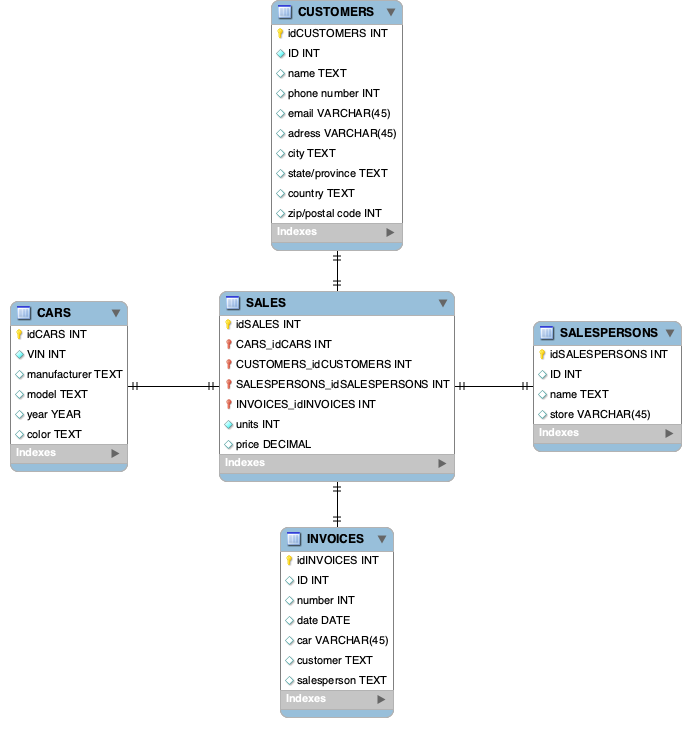 CUSTOMERS
idCUSTOMERS INT
ID INT
name TEXT
phone number INT
email VARCHAR(45)
adress VARCHAR(45)
city TEXT
state/province TEXT
country TEXT
zip/postal code INT
Indexes
CARS
idCARS INT
VIN INT
manufacturer TEXT
model TEXT
year YEAR
color TEXT
Indexes
SALES
idSALES INT
CARS_idCARS INT
CUSTOMERS_idCUSTOMERS INT
SALESPERSONS_idSALESPERSONS INT
INVOICES_idINVOICES INT
units INT
price DECIMAL
Indexes
SALESPERSONS
idSALESPERSONS INT
ID INT
name TEXT
store VARCHAR(45)
Indexes
INVOICES
idINVOICES INT
ID INT
number INT
date DATE
car VARCHAR(45)
customer TEXT
salesperson TEXT
Indexes